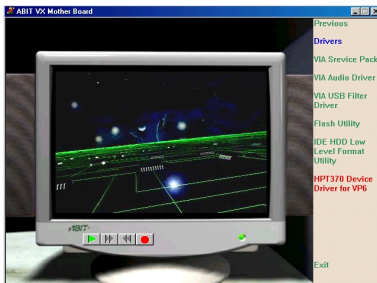 ABIT VX Mother Board
Previous
Drivers
VIA Srevice Pack
VIA Audio Driver
VIA USB Filter
Driver
Flash Utility
IDE HDD Low
Level Format
Utility
HPT370 Device
Driver for VP6
ABIT
Exit